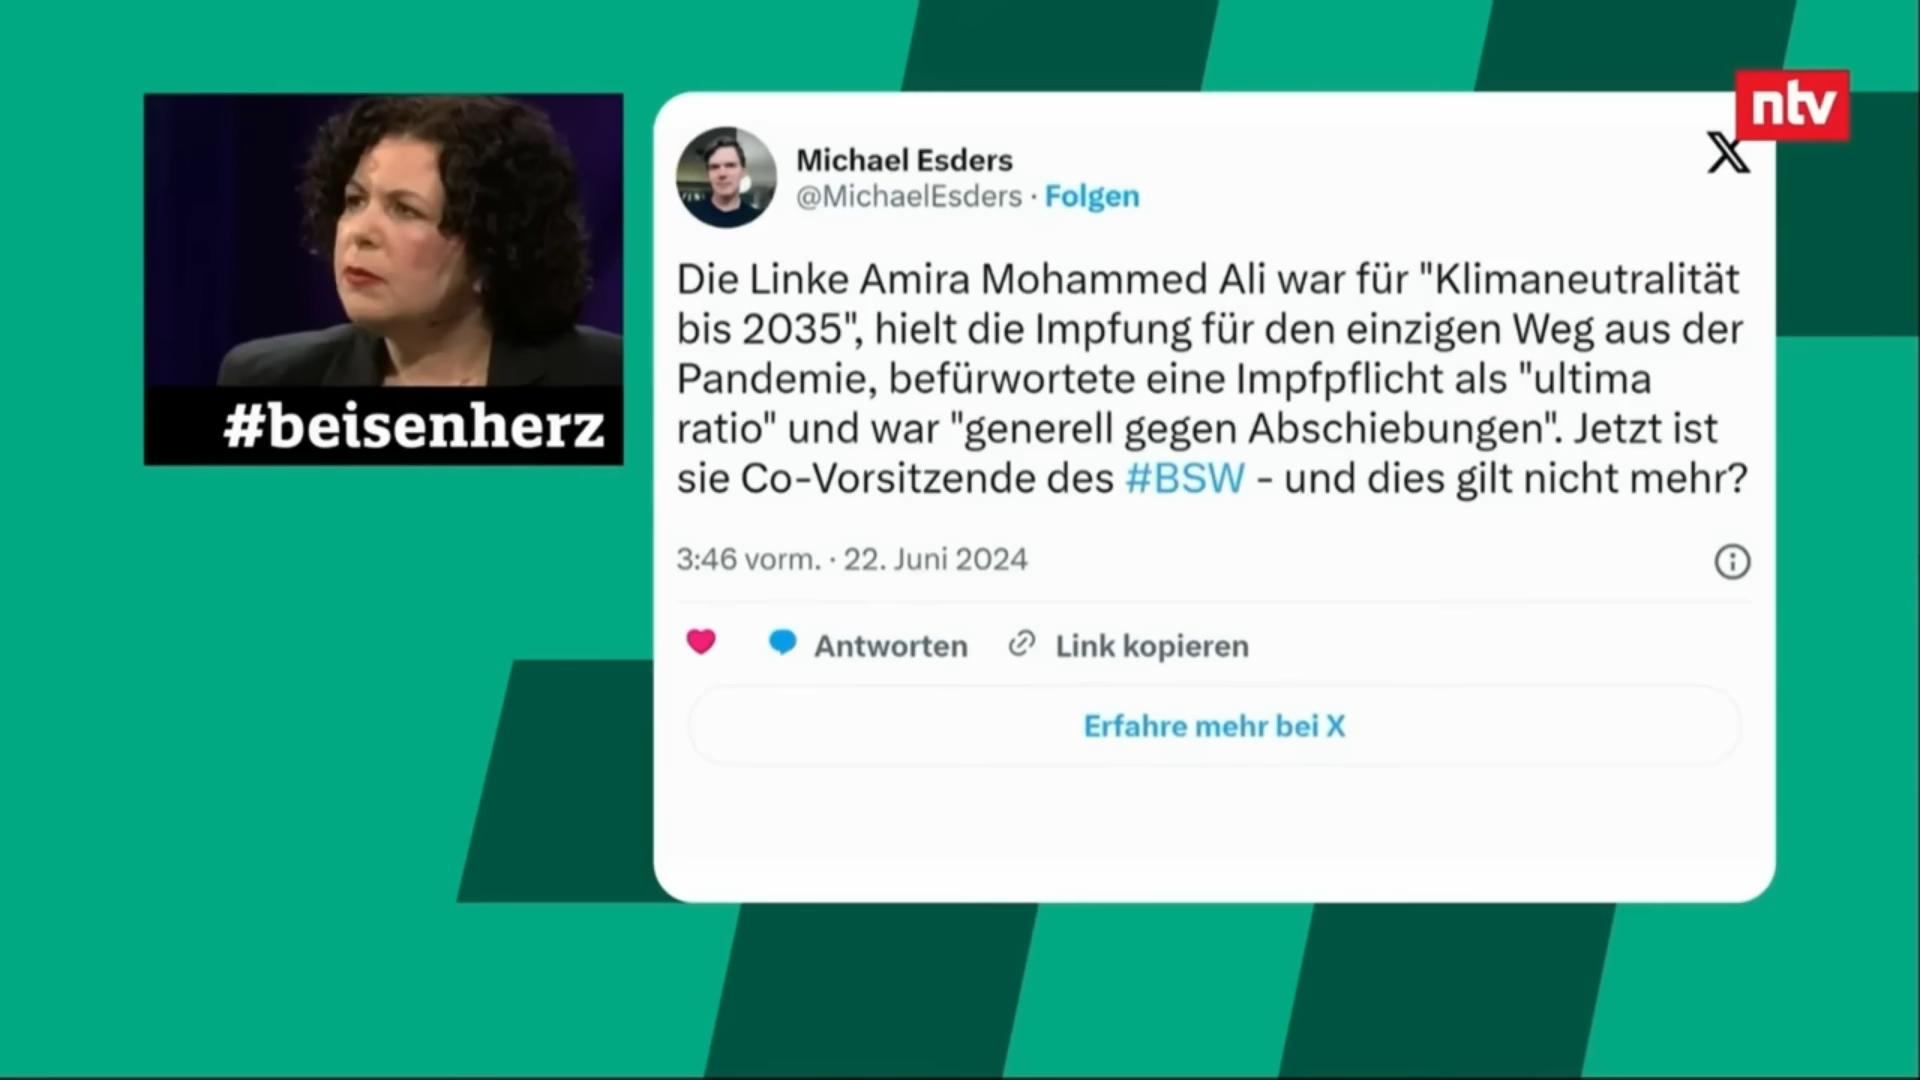 ntv
#beisenherz
Michael Esders
@MichaelEsders · Folgen
X
Die Linke Amira Mohammed Ali war für "Klimaneutralität
bis 2035", hielt die Impfung für den einzigen Weg aus der
Pandemie, befürwortete eine Impfpflicht als "ultima
ratio" und war "generell gegen Abschiebungen". Jetzt ist
sie Co-Vorsitzende des #BSW - und dies gilt nicht mehr?
3:46 vorm. · 22. Juni 2024
Antworten Link kopieren
Erfahre mehr bei X